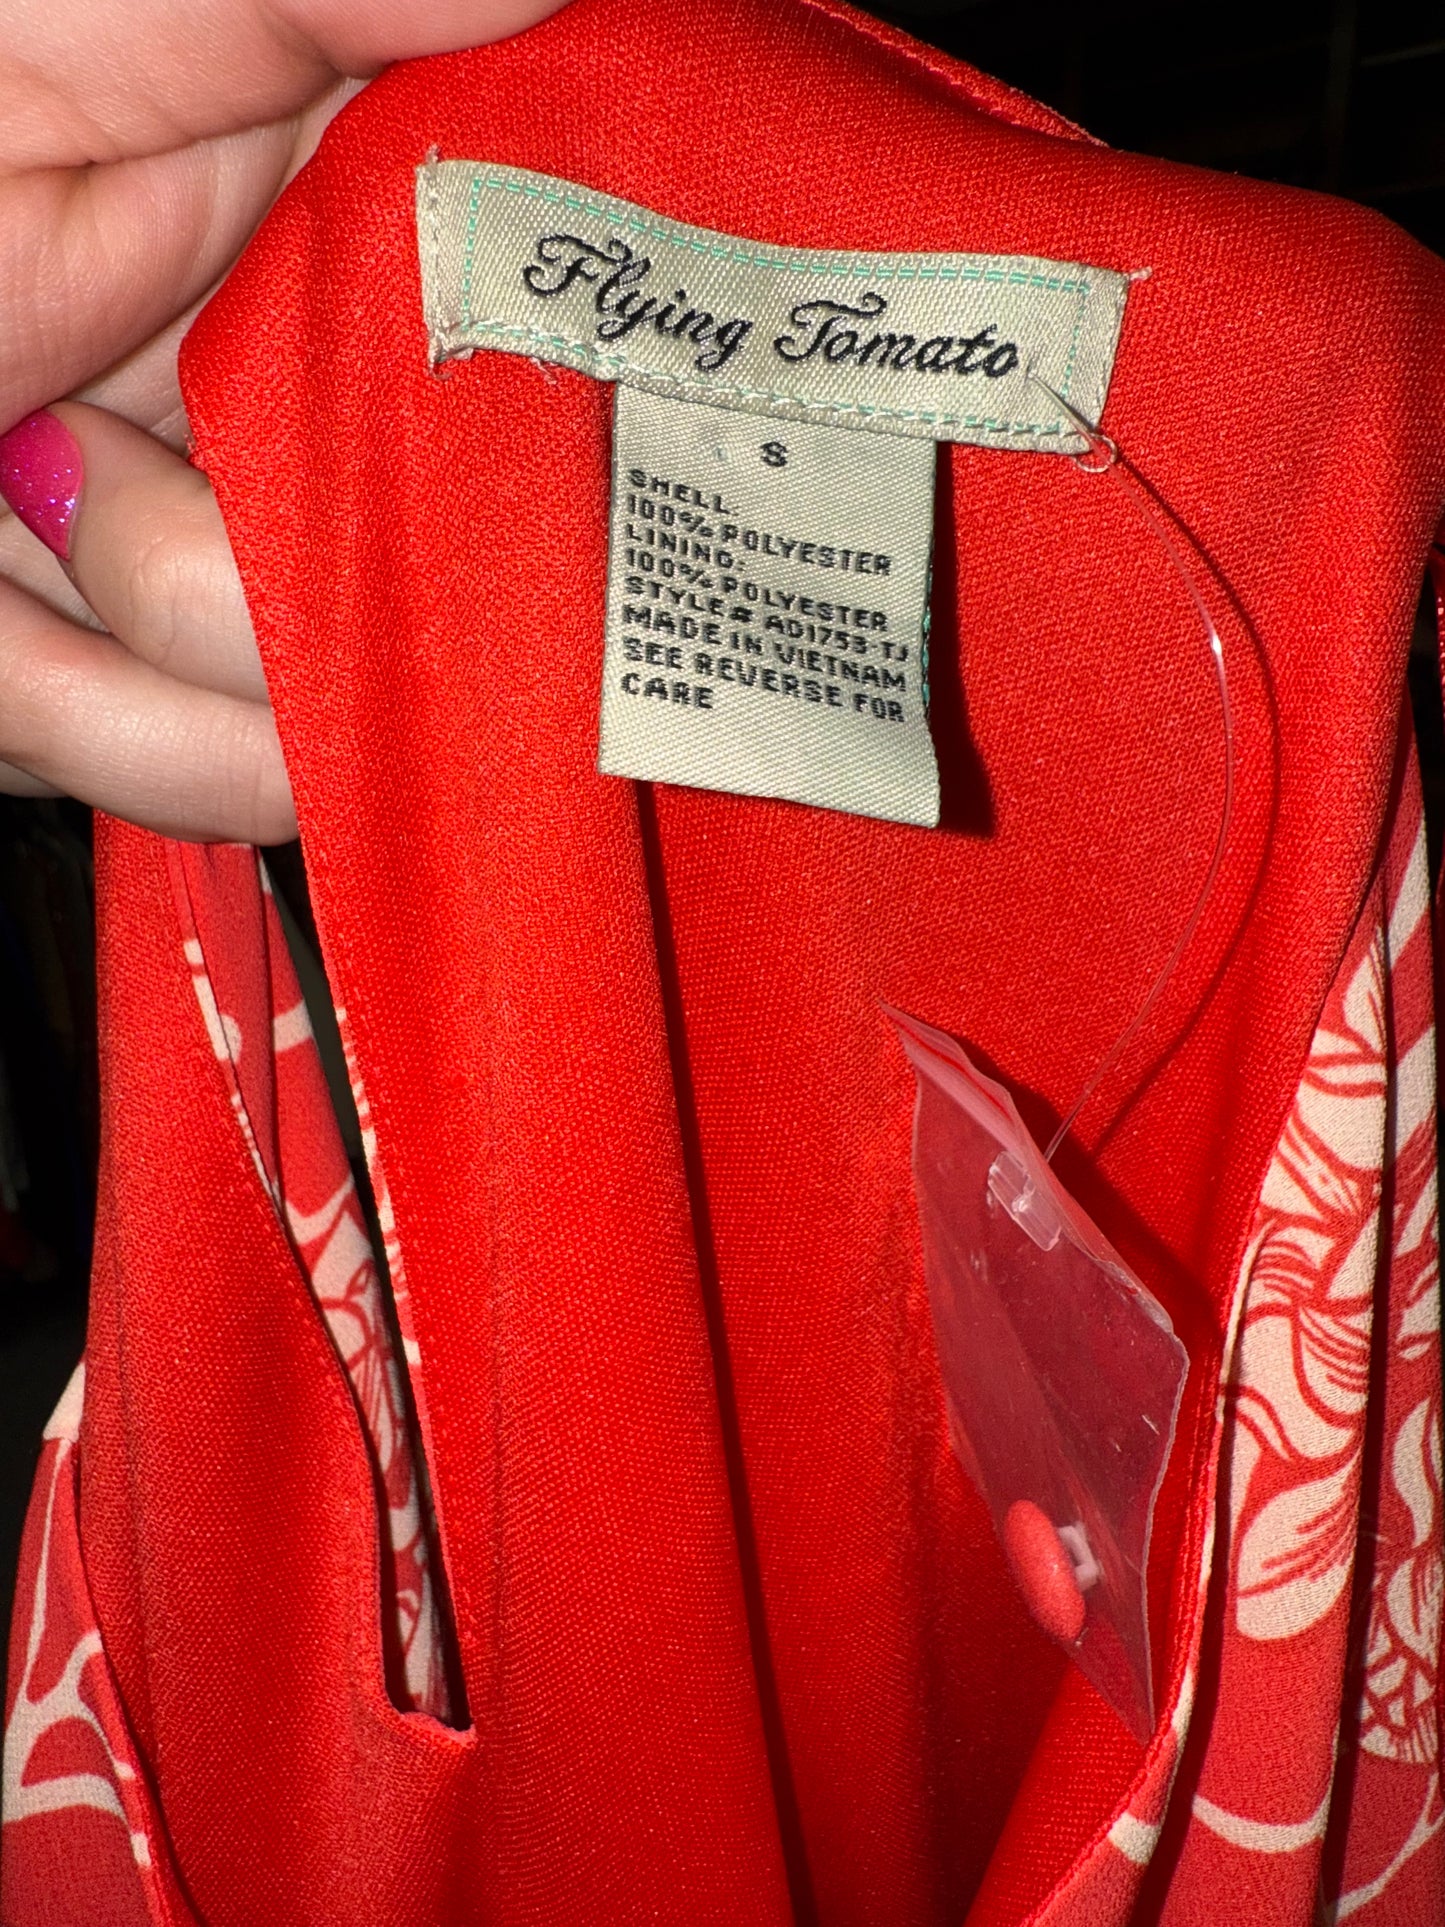 Flying Tomato
S
SHELL:
100% POLYESTER
LINING:
100% POLYESTER
STYLE# AD1753-TJ
MADE IN VIETNAM
SEE REVERSE FOR
CARE